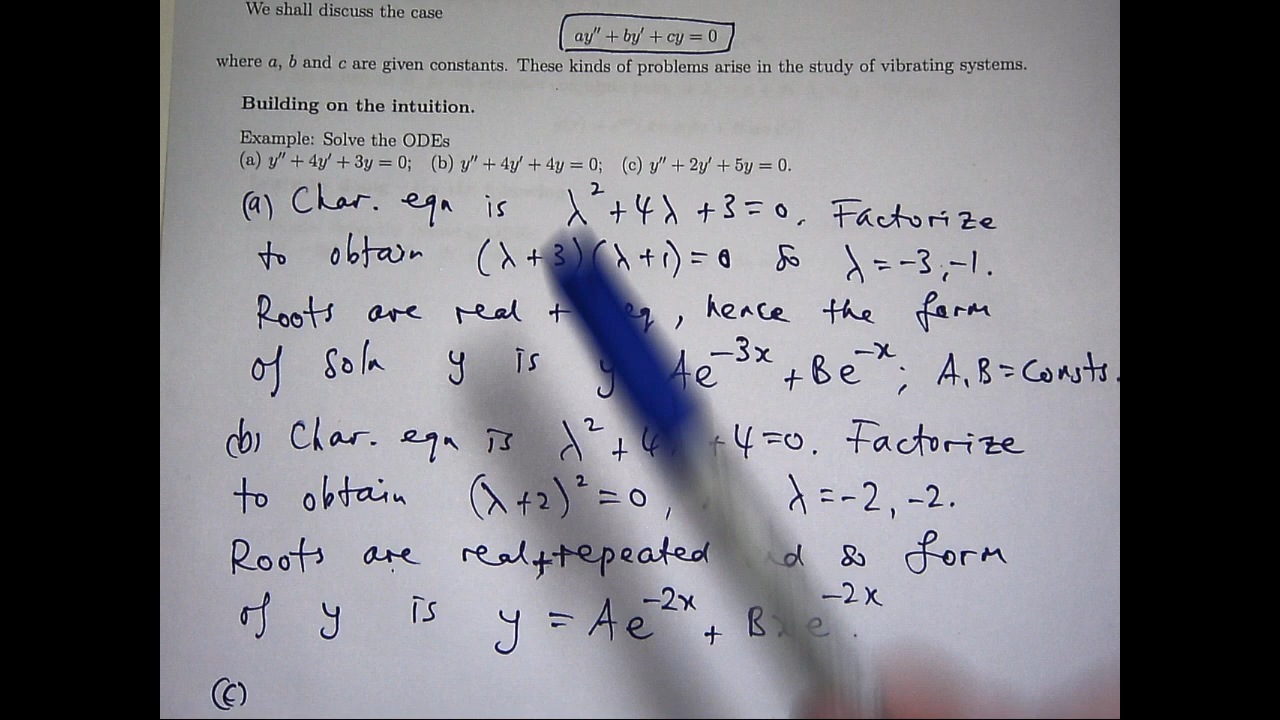 We shall discuss the case
ay″ + by′ + cy = 0
where a, b and c are given constants. These kinds of problems arise in the study of vibrating systems.
Building on the intuition.
Example: Solve the ODEs
(a) y″ + 4y′ + 3y = 0; (b) y″ + 4y′ + 4y = 0; (c) y″ + 2y′ + 5y = 0.
(a) Char. eqn is λ² + 4λ + 3 = 0. Factorize
to obtain (λ + 3)(λ + 1) = 0 so λ = -3, -1.
Roots are real + , hence the form
of soln y is y Ae^{-3x} + Be^{-x}; A, B = consts.
(b) Char. eqn is λ² + 4 + 4 = 0. Factorize
to obtain (λ + 2)² = 0, λ = -2, -2.
Roots are real + repeated so form
of y is y = Ae^{-2x} + Bxe^{-2x}.
(c)